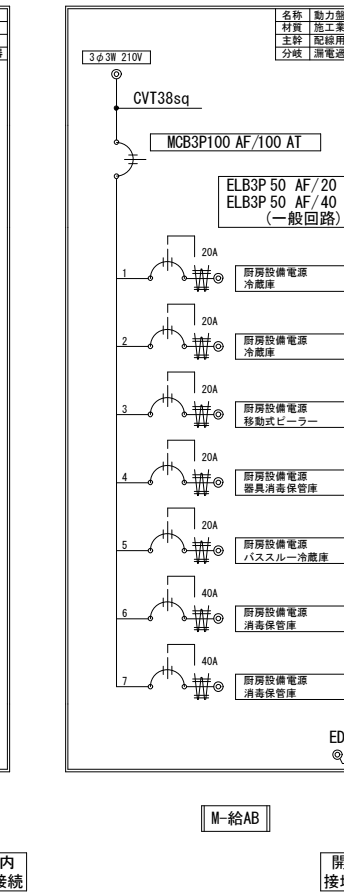 名称 動力盤
材質 施工業
主幹 配線用
分岐 漏電遮
3φ3W 210V
CVT38sq
MCB3P100 AF/100 AT
ELB3P 50 AF/20
ELB3P 50 AF/40
(一般回路)
20A
1
厨房設備電源
冷蔵庫
20A
2
厨房設備電源
冷蔵庫
20A
3
厨房設備電源
移動式ピーラー
20A
4
厨房設備電源
器具消毒保管庫
20A
5
厨房設備電源
パススルー冷蔵庫
40A
6
厨房設備電源
消毒保管庫
40A
7
厨房設備電源
消毒保管庫
ED
M-給AB
内
接続
開
接地